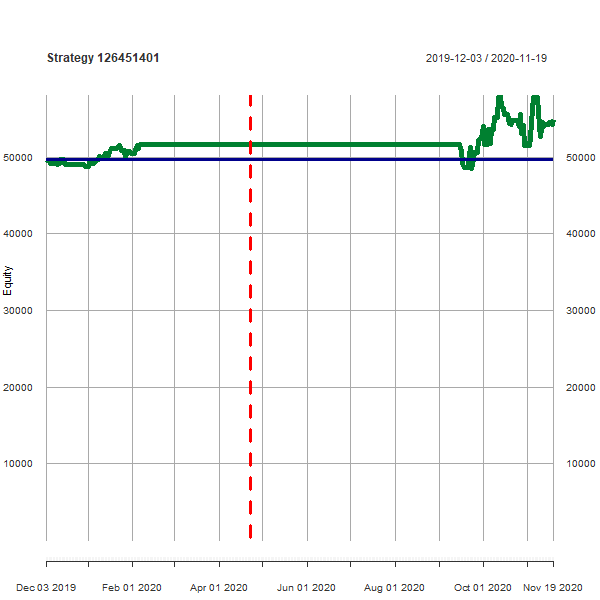 Strategy 126451401
2019-12-03 / 2020-11-19
50000
50000
40000
40000
Equity
30000
30000
20000
20000
10000
10000
Dec 03 2019
Feb 01 2020
Apr 01 2020
Jun 01 2020
Aug 01 2020
Oct 01 2020
Nov 19 2020